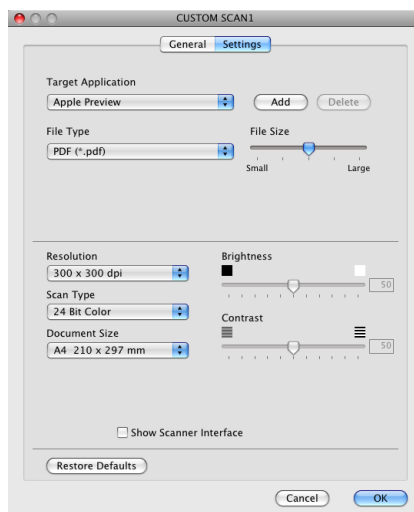 CUSTOM SCAN1
General Settings
Target Application
Apple Preview Add Delete
File Type File Size
PDF (*.pdf)
Small Large
Resolution Brightness
300 x 300 dpi
50
Scan Type
24 Bit Color Contrast
Document Size
A4 210 x 297 mm 50
Show Scanner Interface
Restore Defaults
Cancel OK